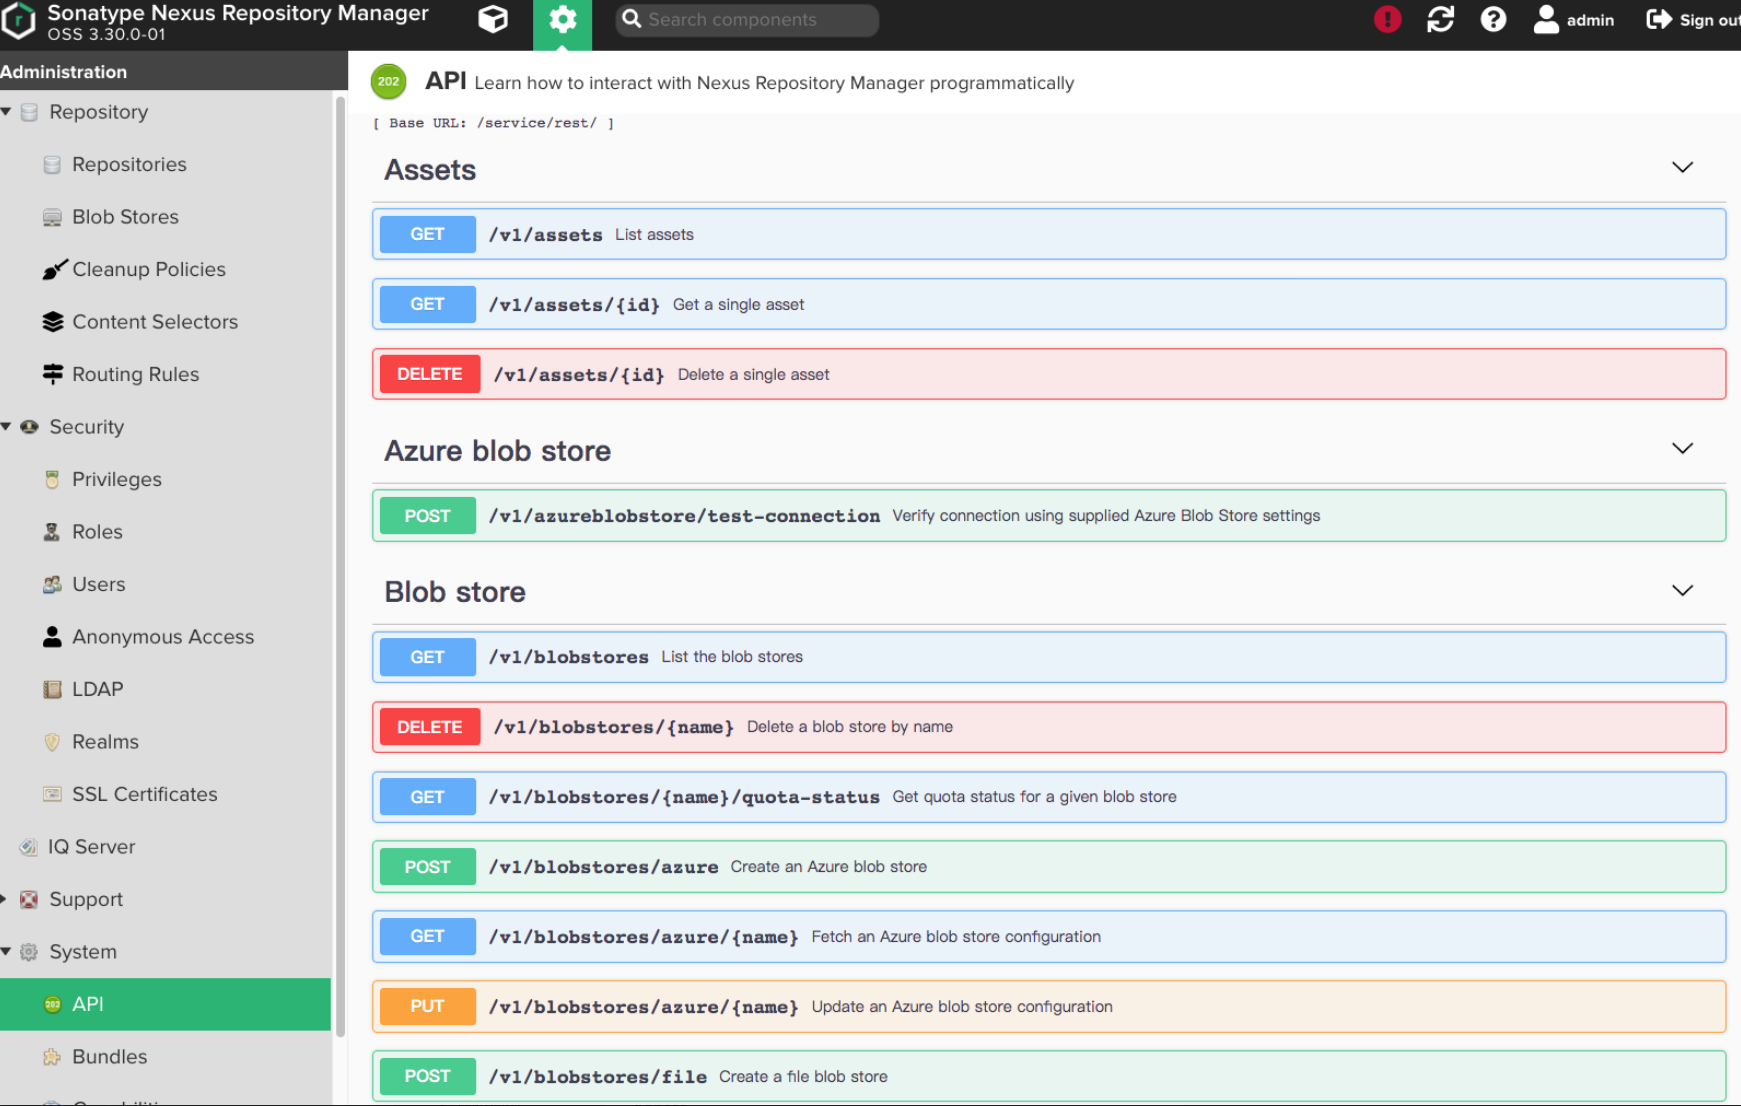 Sonatype Nexus Repository Manager
OSS 3.30.0-01
Search components
admin
Sign out
Administration
Repository
Repositories
Blob Stores
Cleanup Policies
Content Selectors
Routing Rules
Security
Privileges
Roles
Users
Anonymous Access
LDAP
Realms
SSL Certificates
IQ Server
Support
System
202 API
Bundles
202 API Learn how to interact with Nexus Repository Manager programmatically
[ Base URL: /service/rest/ ]
Assets
GET /v1/assets List assets
GET /v1/assets/{id} Get a single asset
DELETE /v1/assets/{id} Delete a single asset
Azure blob store
POST /v1/azureblobstore/test-connection Verify connection using supplied Azure Blob Store settings
Blob store
GET /v1/blobstores List the blob stores
DELETE /v1/blobstores/{name} Delete a blob store by name
GET /v1/blobstores/{name}/quota-status Get quota status for a given blob store
POST /v1/blobstores/azure Create an Azure blob store
GET /v1/blobstores/azure/{name} Fetch an Azure blob store configuration
PUT /v1/blobstores/azure/{name} Update an Azure blob store configuration
POST /v1/blobstores/file Create a file blob store